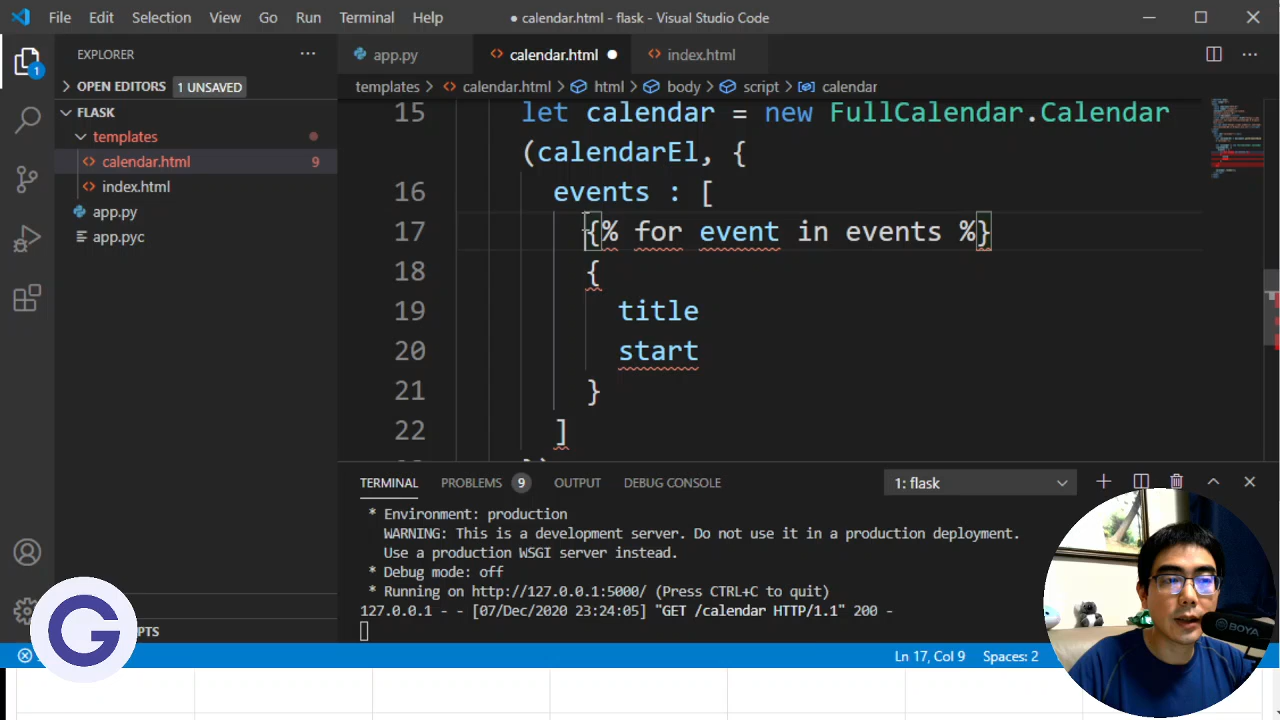 File Edit Selection View Go Run Terminal Help
● calendar.html - flask - Visual Studio Code
EXPLORER
OPEN EDITORS 1 UNSAVED
FLASK
templates
calendar.html 9
index.html
app.py
app.pyc
1
PTS
app.py calendar.html index.html
templates > calendar.html > html > body > script > calendar
15 let calendar = new FullCalendar.Calendar
(calendarEl, {
16 events : [
17 {% for event in events %}
18 {
19 title
20 start
21 }
22 ]
TERMINAL PROBLEMS 9 OUTPUT DEBUG CONSOLE 1: flask
* Environment: production
WARNING: This is a development server. Do not use it in a production deployment.
Use a production WSGI server instead.
* Debug mode: off
* Running on http://127.0.0.1:5000/ (Press CTRL+C to quit)
127.0.0.1 - - [07/Dec/2020 23:24:05] "GET /calendar HTTP/1.1" 200 -
Ln 17, Col 9 Spaces: 2
G
BOYA